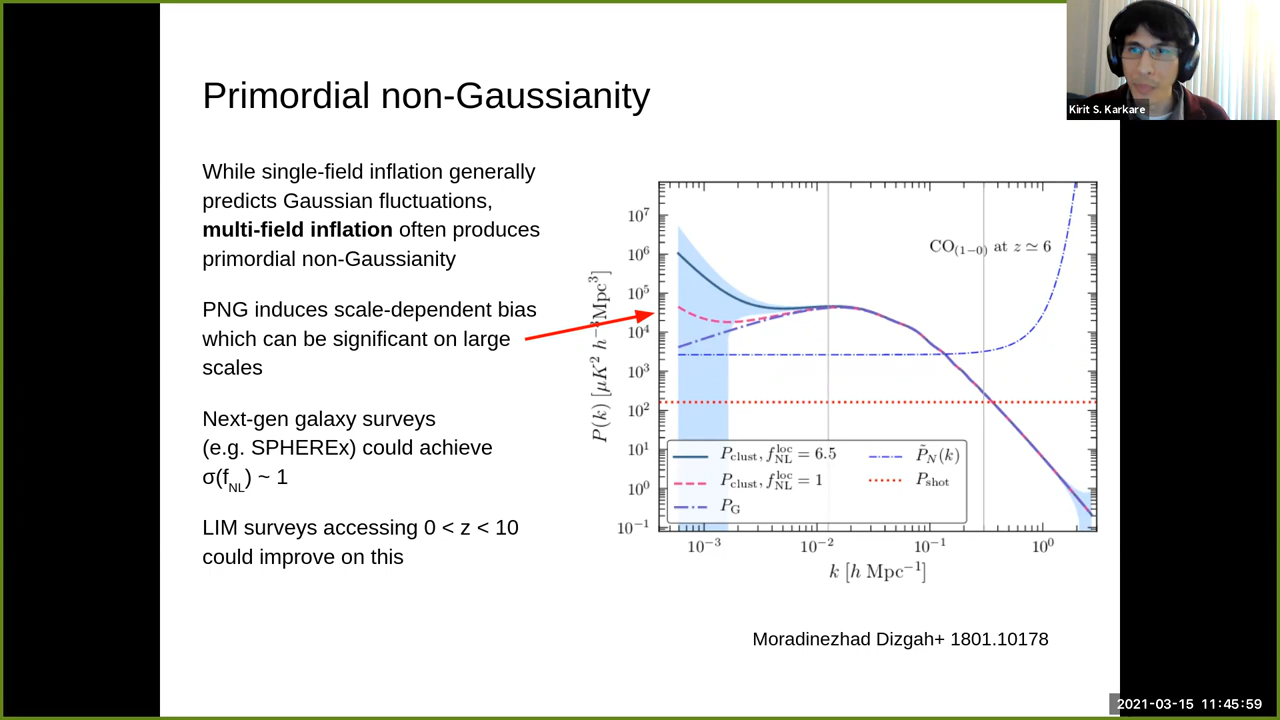 Primordial non-Gaussianity
Kirit S. Karkare
While single-field inflation generally
predicts Gaussian fluctuations,
multi-field inflation often produces
primordial non-Gaussianity
PNG induces scale-dependent bias
which can be significant on large
scales
Next-gen galaxy surveys
(e.g. SPHEREx) could achieve
σ(f_NL) ~ 1
LIM surveys accessing 0 < z < 10
could improve on this
P(k) [μK² h⁻³Mpc³]
10⁷
10⁶
10⁵
10⁴
10³
10²
10¹
10⁰
10⁻¹
CO₍₁₋₀₎ at z ≃ 6
P_clust, f_NL^loc = 6.5
P_clust, f_NL^loc = 1
P_G
P̃_N(k)
P_shot
10⁻³ 10⁻² 10⁻¹ 10⁰
k [h Mpc⁻¹]
Moradinezhad Dizgah+ 1801.10178
2021-03-15 11:45:59